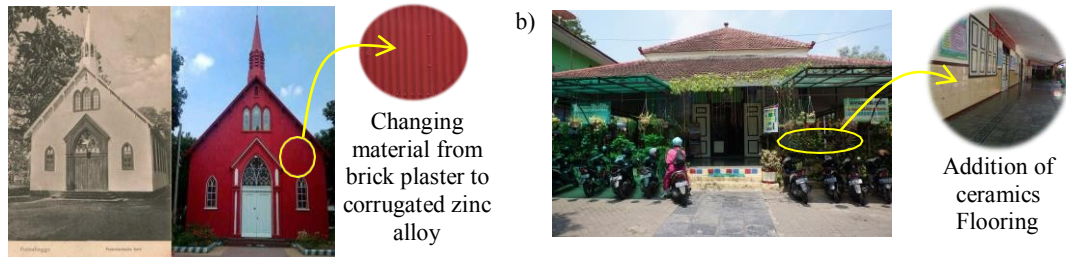 Changing
material from
brick plaster to
corrugated zinc
alloy
b)
Addition of
ceramics
Flooring